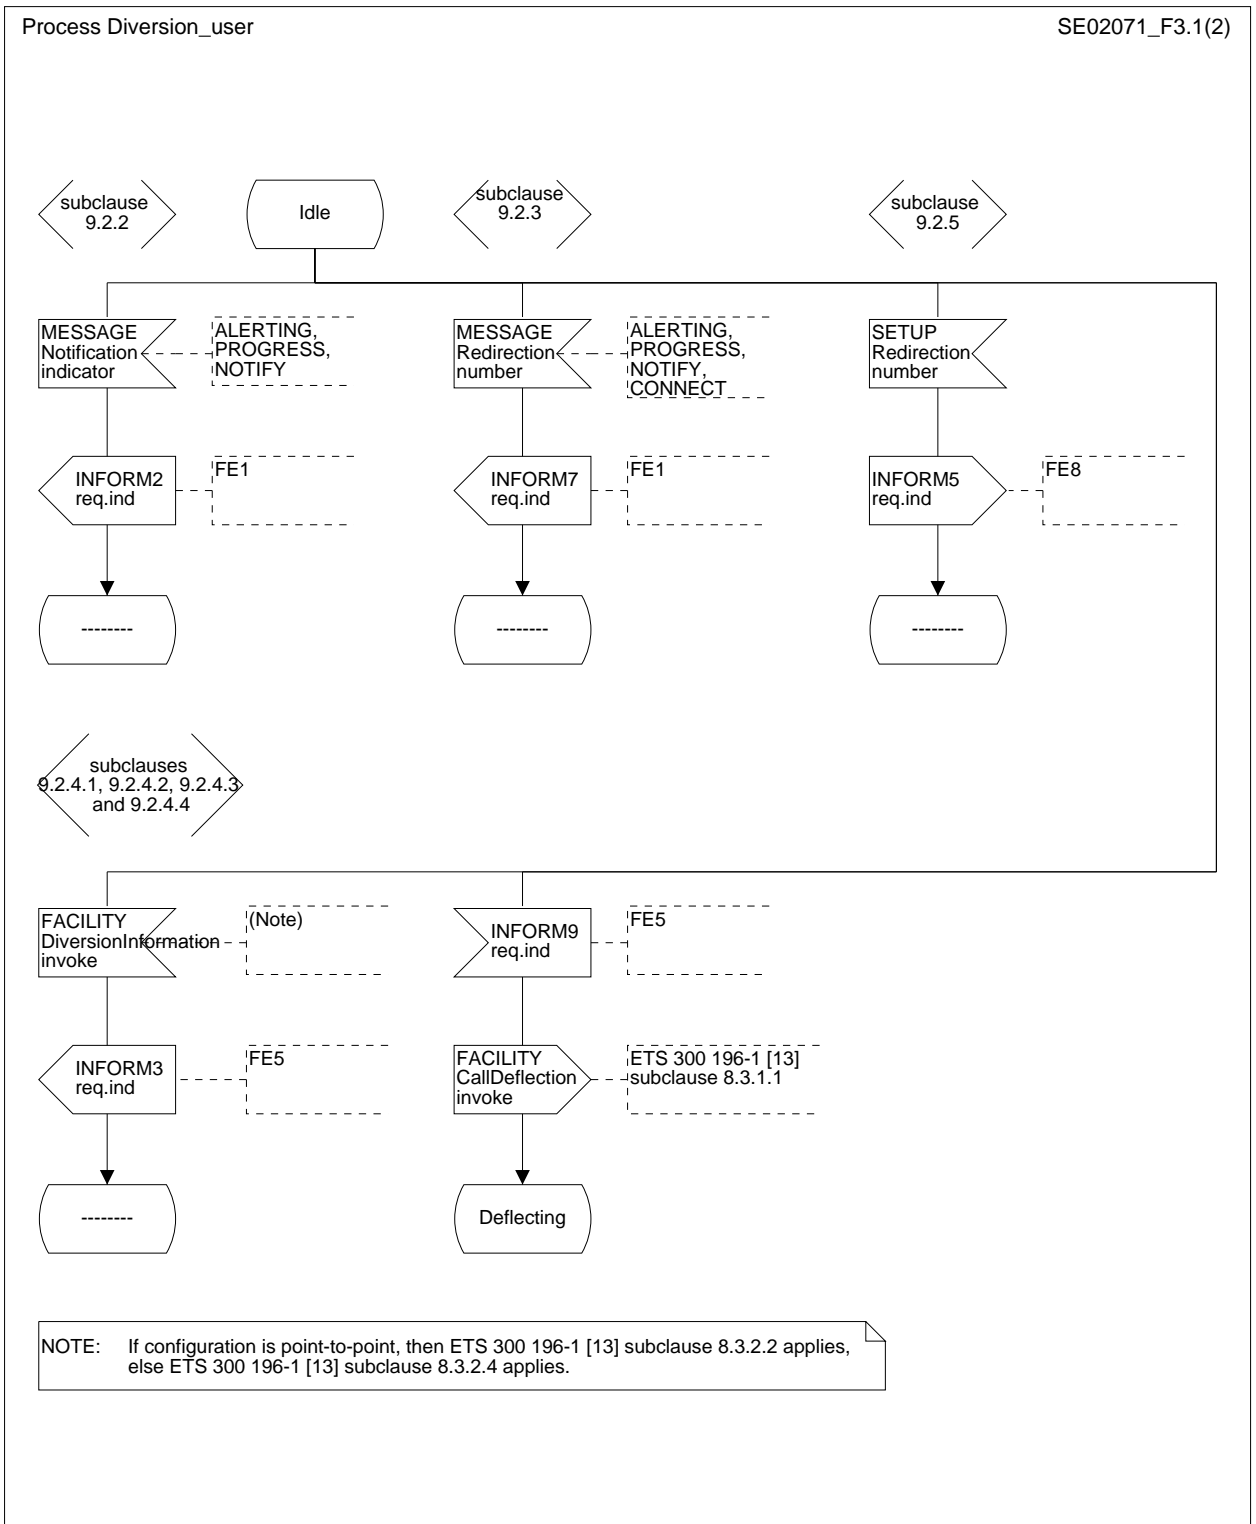 Process Diversion_user
SE02071_F3.1(2)
subclause
9.2.2
Idle
subclause
9.2.3
subclause
9.2.5
MESSAGE
Notification
indicator
ALERTING,
PROGRESS,
NOTIFY
MESSAGE
Redirection
number
ALERTING,
PROGRESS,
NOTIFY,
CONNECT
SETUP
Redirection
number
INFORM2
req.ind
FE1
INFORM7
req.ind
FE1
INFORM5
req.ind
FE8
--------
--------
--------
subclauses
9.2.4.1, 9.2.4.2, 9.2.4.3
and 9.2.4.4
FACILITY
DiversionInformation
invoke
(Note)
INFORM9
req.ind
FE5
INFORM3
req.ind
FE5
FACILITY
CallDeflection
invoke
ETS 300 196-1 [13]
subclause 8.3.1.1
--------
Deflecting
NOTE: If configuration is point-to-point, then ETS 300 196-1 [13] subclause 8.3.2.2 applies,
else ETS 300 196-1 [13] subclause 8.3.2.4 applies.